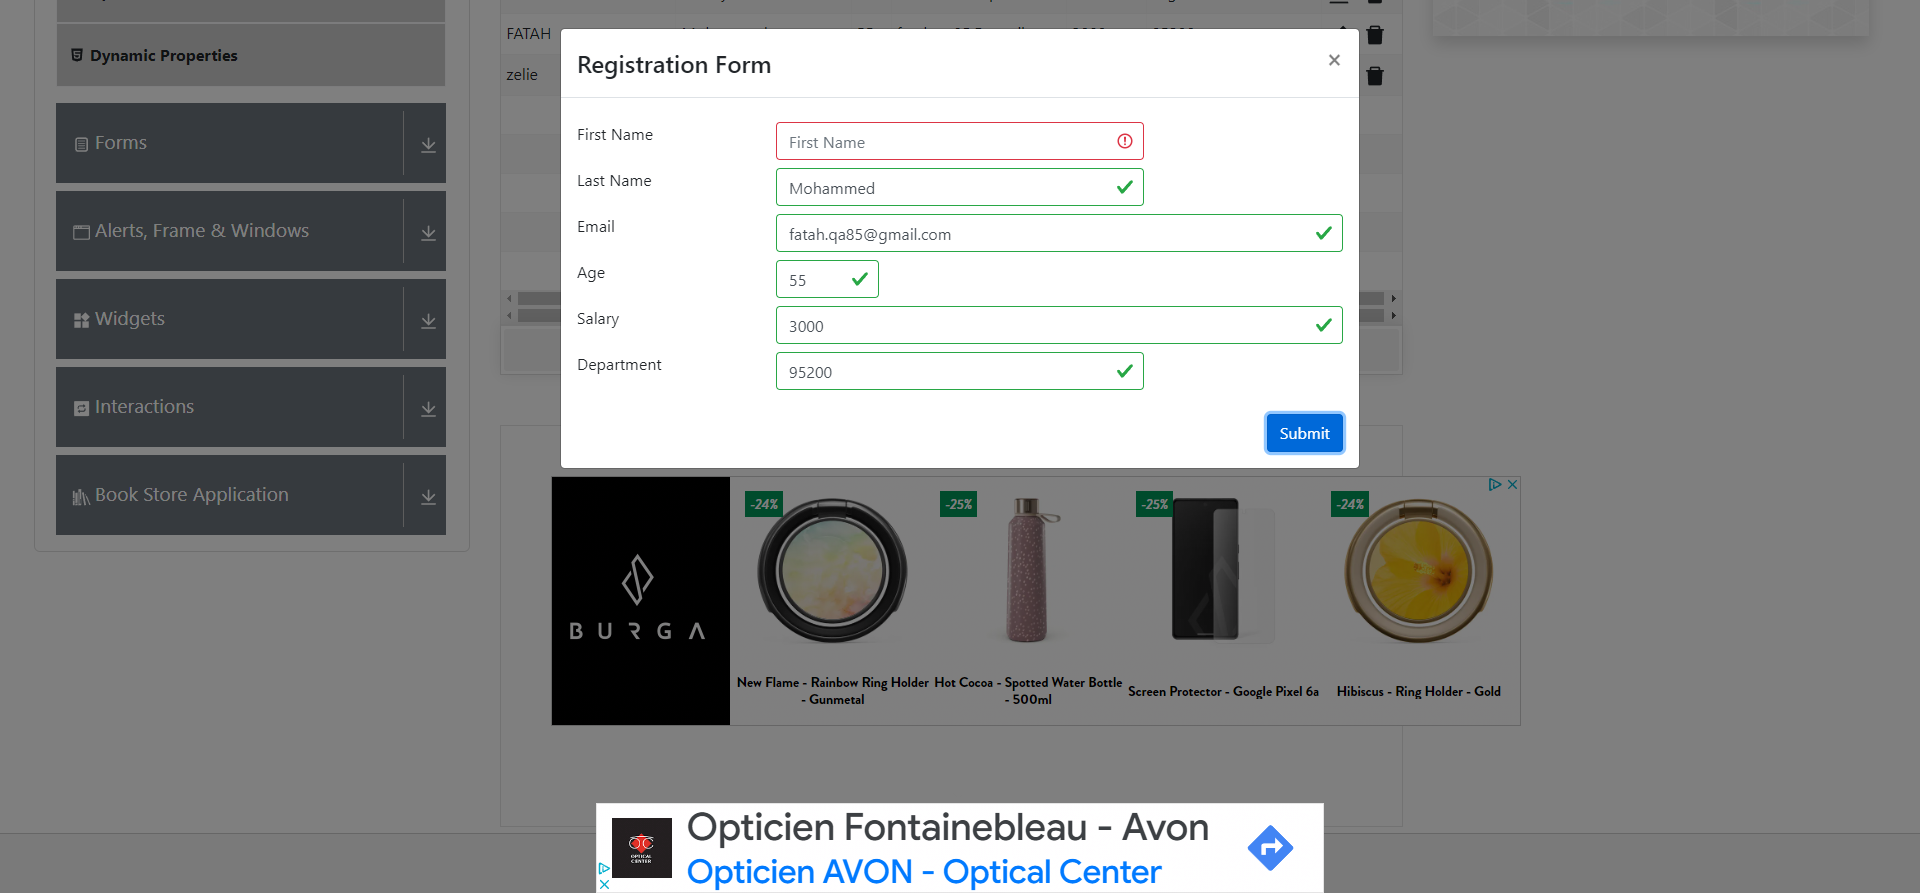 Dynamic Properties
Forms
Alerts, Frame & Windows
Widgets
Interactions
Book Store Application
FATAH
zelie
Registration Form
×
First Name
First Name
Last Name
Mohammed
Email
fatah.qa85@gmail.com
Age
55
Salary
3000
Department
95200
Submit
BURGA
-24%
New Flame - Rainbow Ring Holder
- Gunmetal
-25%
Hot Cocoa - Spotted Water Bottle
- 500ml
-25%
Screen Protector - Google Pixel 6a
-24%
Hibiscus - Ring Holder - Gold
OPTICAL
CENTER
Opticien Fontainebleau - Avon
Opticien AVON - Optical Center